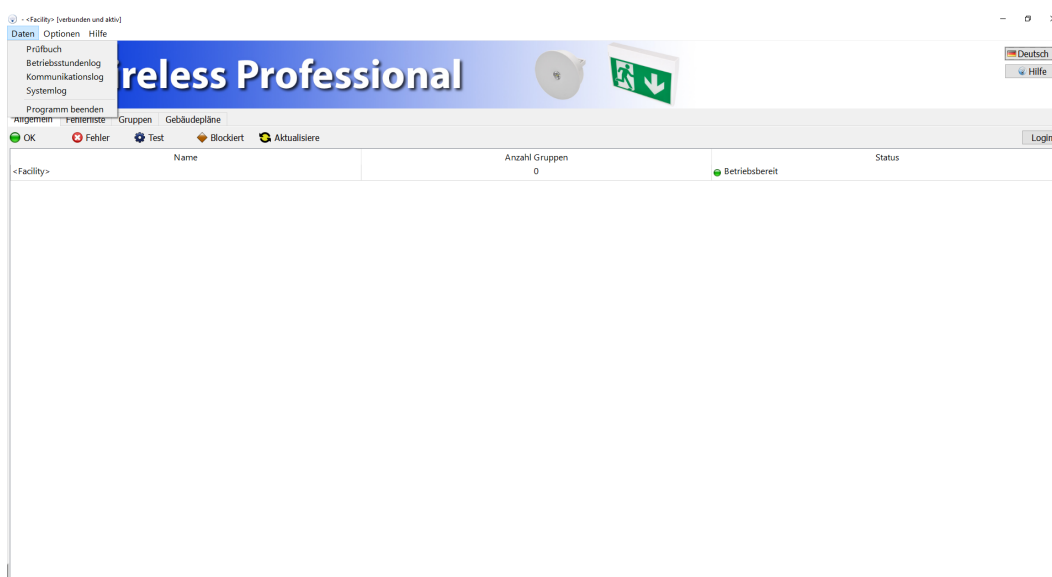 - <Facility> [verbunden und aktiv]
Daten Optionen Hilfe
Prüfbuch
Betriebsstundenlog
Kommunikationslog
Systemlog
Programm beenden
ireless Professional
Deutsch
Hilfe
Allgemein Fehlerliste Gruppen Gebäudepläne
OK Fehler Test Blockiert Aktualisiere
Login
Name Anzahl Gruppen Status
<Facility> 0 Betriebsbereit